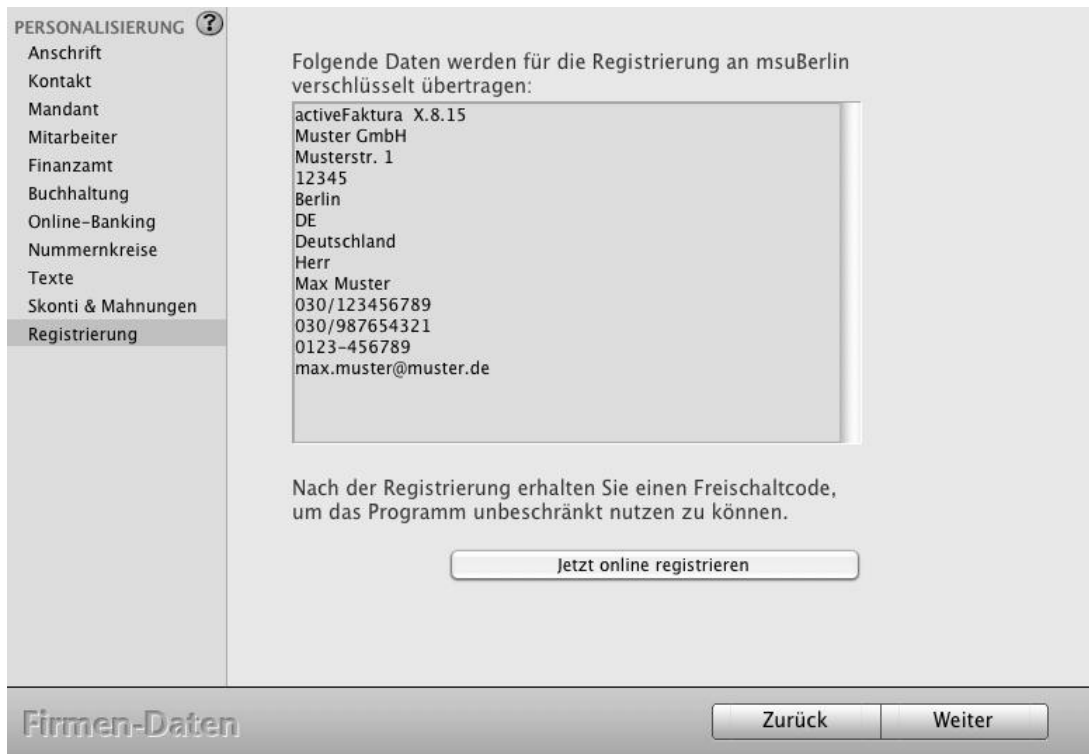 PERSONALISIERUNG ?
Anschrift
Kontakt
Mandant
Mitarbeiter
Finanzamt
Buchhaltung
Online-Banking
Nummernkreise
Texte
Skonti & Mahnungen
Registrierung
Folgende Daten werden für die Registrierung an msuBerlin
verschlüsselt übertragen:
activeFaktura X.8.15
Muster GmbH
Musterstr. 1
12345
Berlin
DE
Deutschland
Herr
Max Muster
030/123456789
030/987654321
0123-456789
max.muster@muster.de
Nach der Registrierung erhalten Sie einen Freischaltcode,
um das Programm unbeschränkt nutzen zu können.
Jetzt online registrieren
Firmen-Daten
Zurück
Weiter